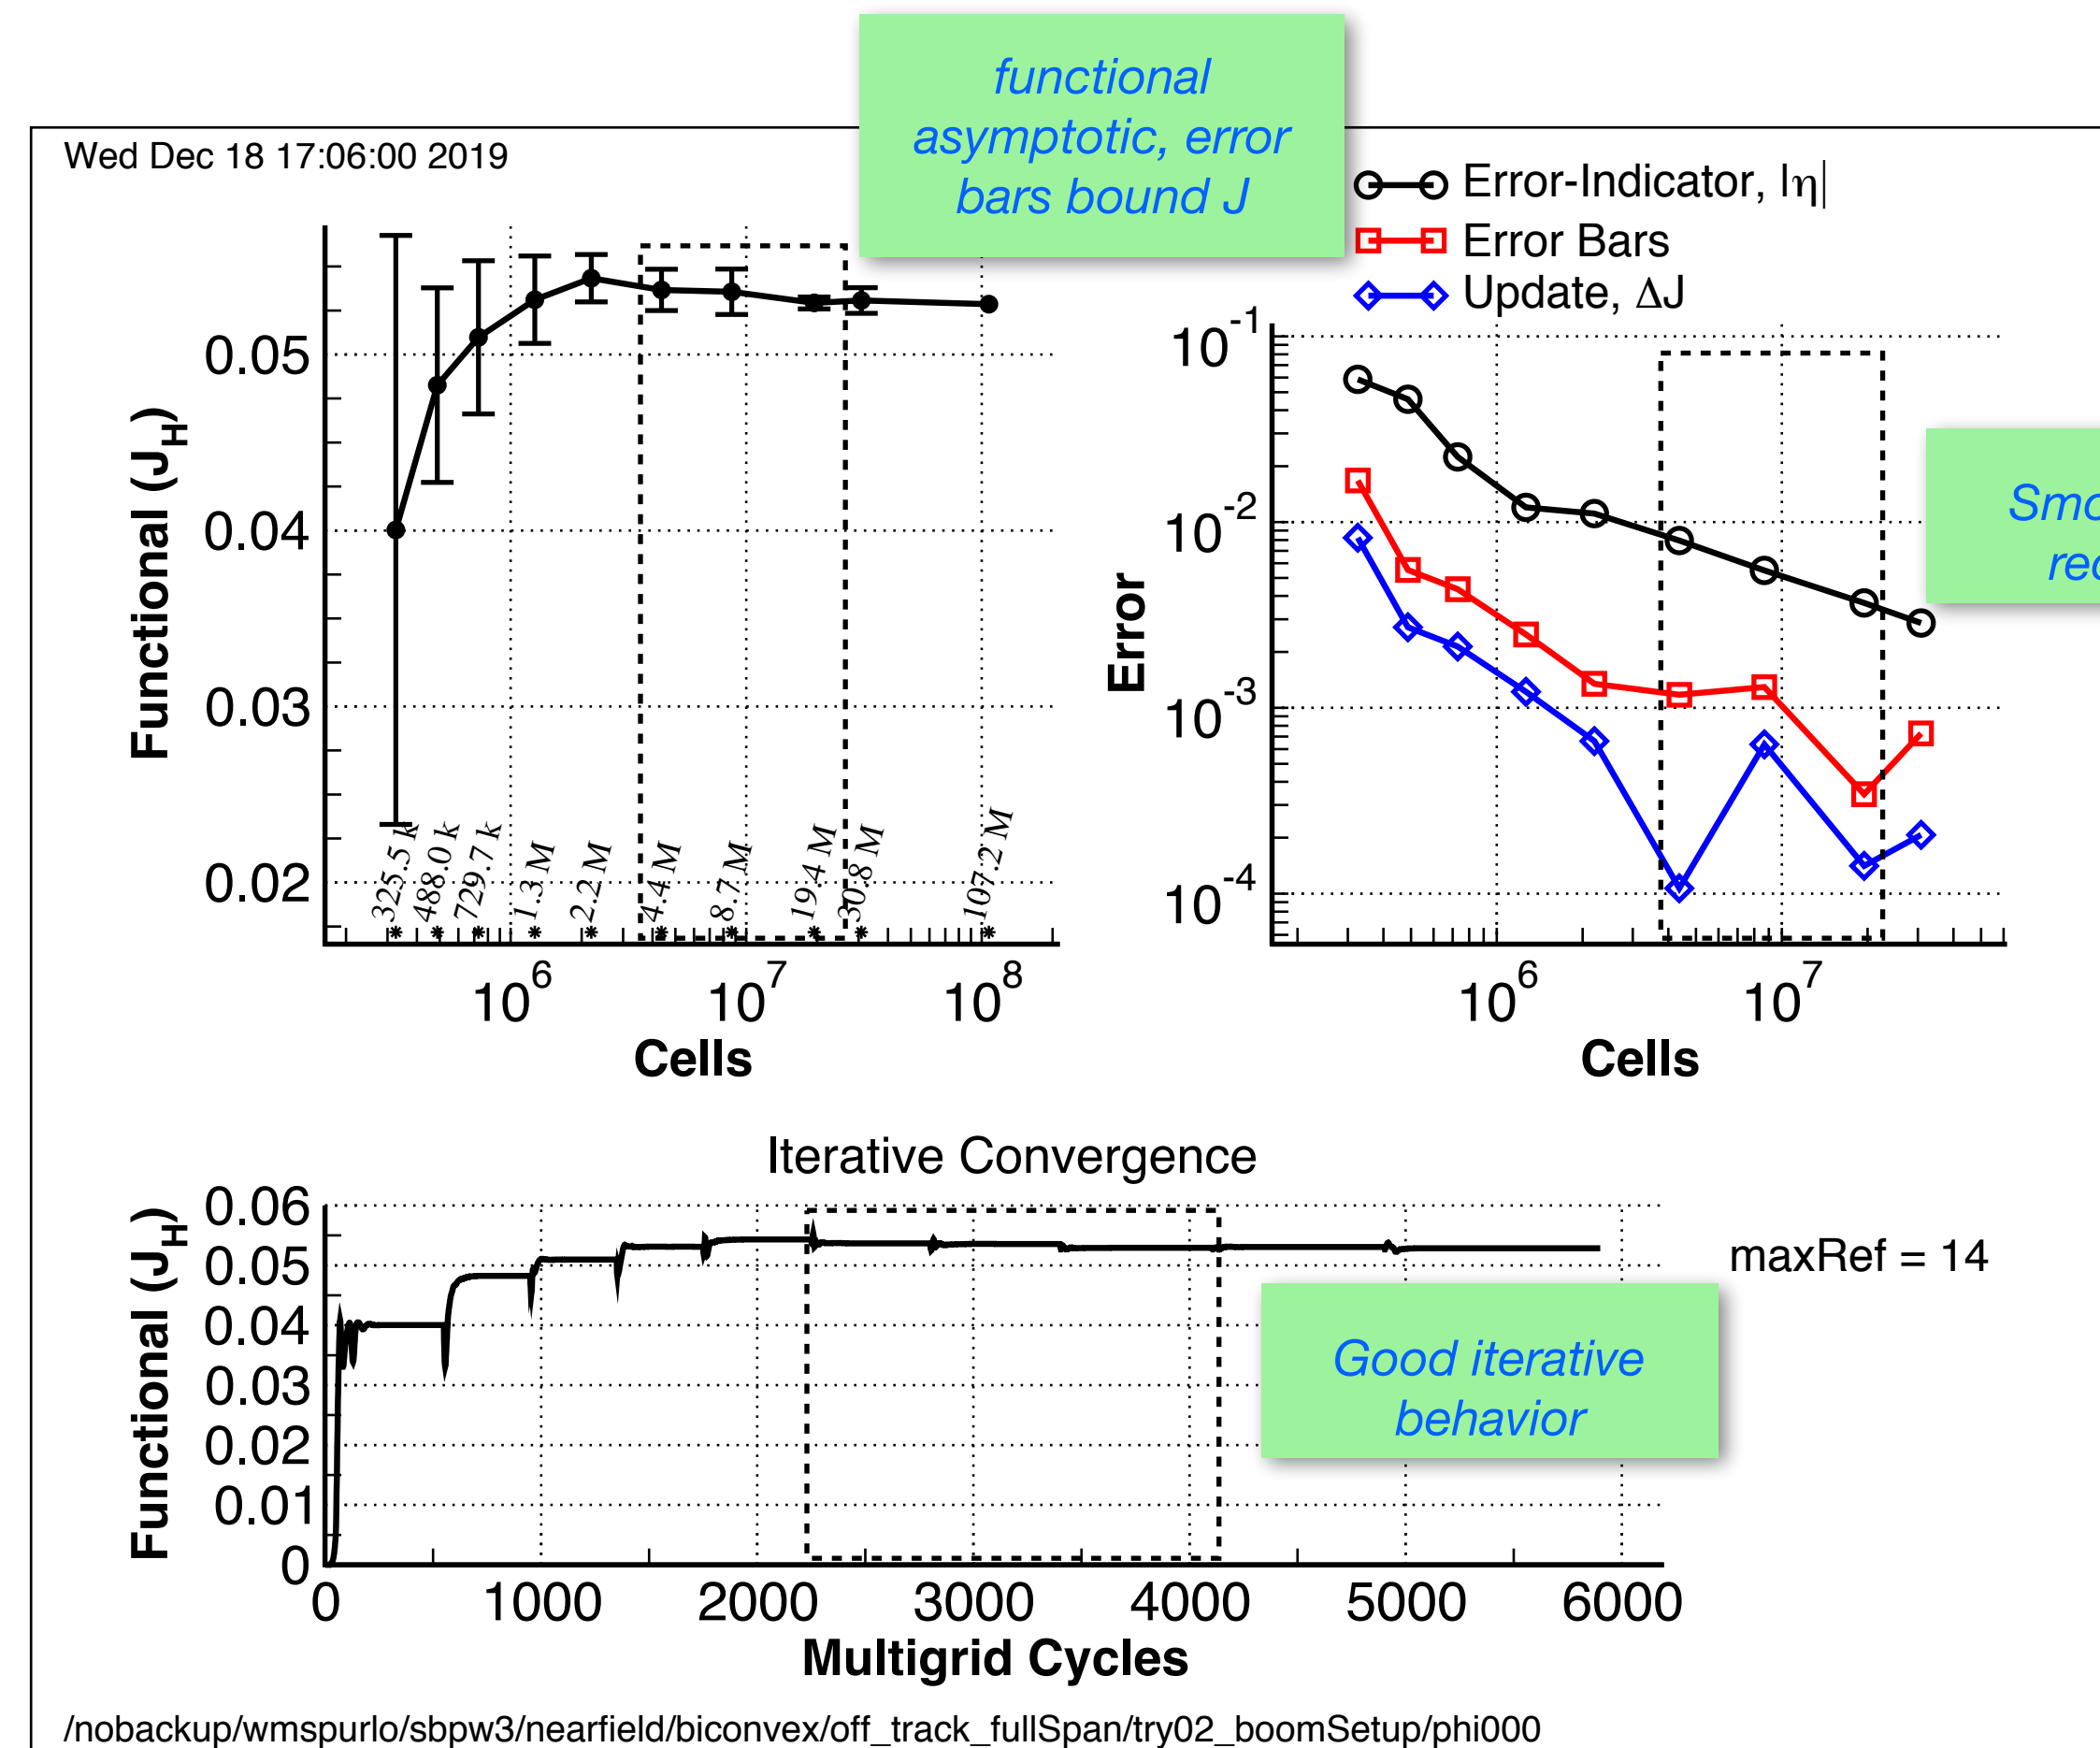 functional
asymptotic, error
bars bound J
Wed Dec 18 17:06:00 2019
Error-Indicator, |η|
Error Bars
Update, ΔJ
Functional (J_H)
0.05
0.04
0.03
0.02
325.5 k
488.0 k
729.7 k
1.3 M
2.2 M
4.4 M
8.7 M
19.4 M
30.8 M
107.2 M
10^6
10^7
10^8
Cells
Error
10^-1
10^-2
10^-3
10^-4
10^6
10^7
Cells
Iterative Convergence
Functional (J_H)
0.06
0.05
0.04
0.03
0.02
0.01
0
0
1000
2000
3000
4000
5000
6000
Multigrid Cycles
maxRef = 14
Good iterative
behavior
/nobackup/wmspurlo/sbpw3/nearfield/biconvex/off_track_fullSpan/try02_boomSetup/phi000